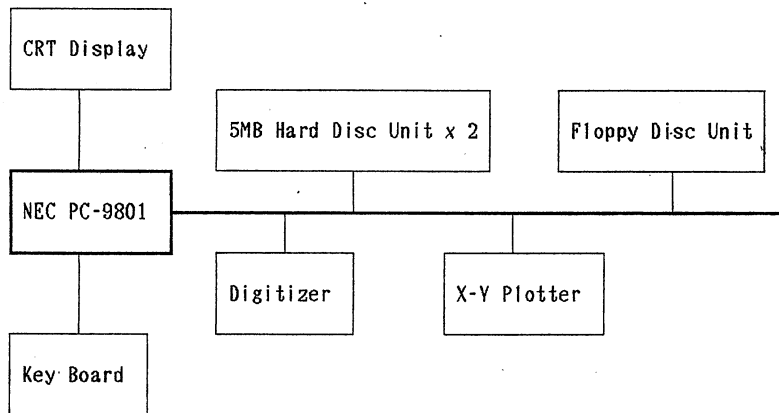 CRT Display
5MB Hard Disc Unit x 2
Floppy Disc Unit
NEC PC-9801
Digitizer
X-Y Plotter
Key Board